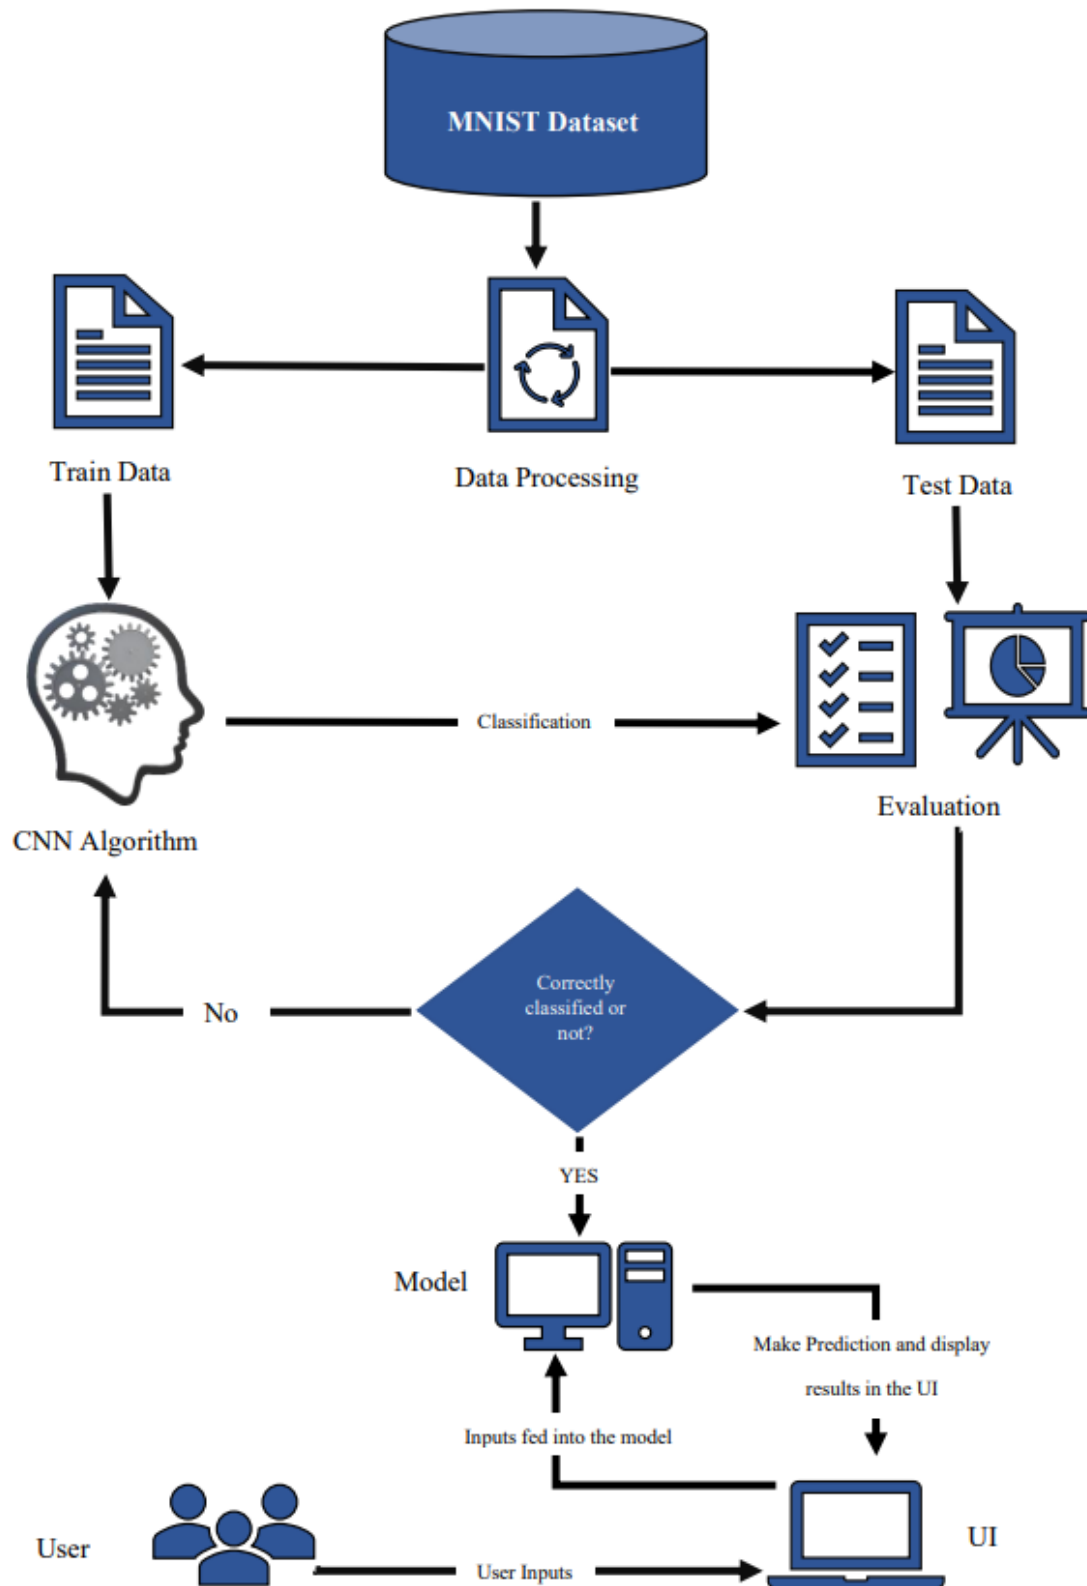 MNIST Dataset
Train Data
Data Processing
Test Data
Classification
Evaluation
CNN Algorithm
Correctly
classified or
not?
No
YES
Model
Make Prediction and display
results in the UI
Inputs fed into the model
User
UI
User Inputs